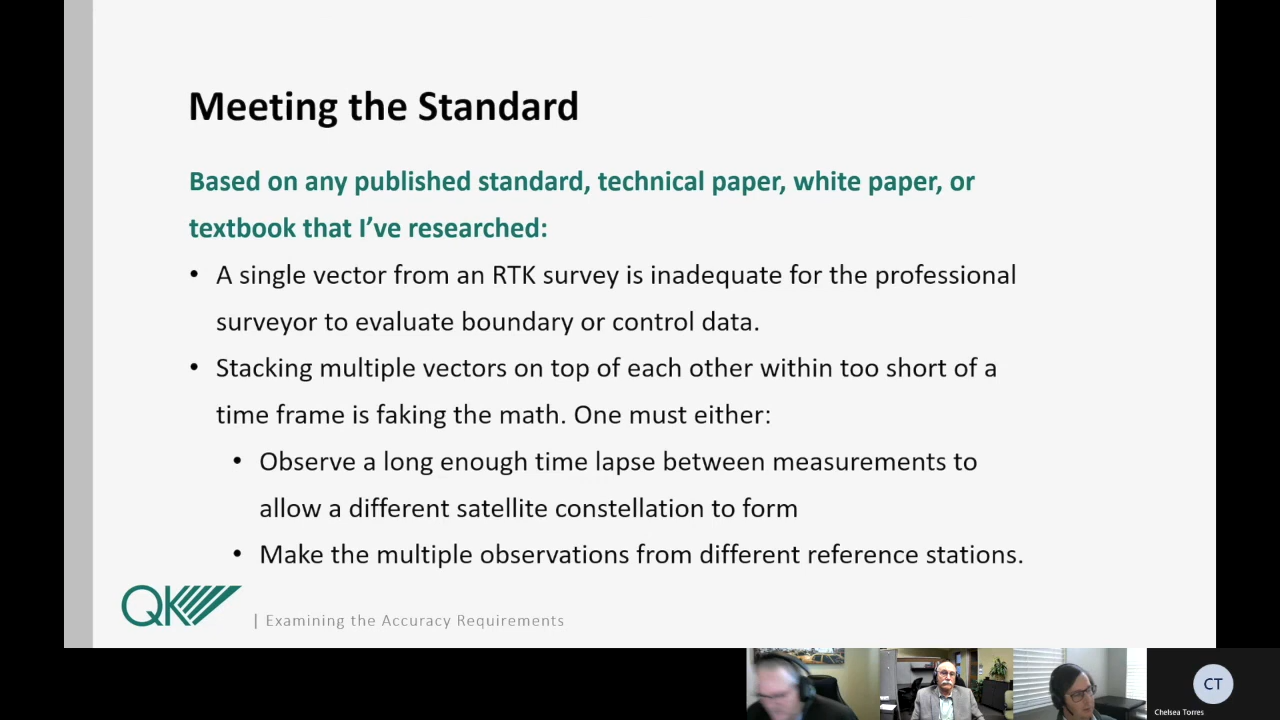 Meeting the Standard
Based on any published standard, technical paper, white paper, or
textbook that I’ve researched:
• A single vector from an RTK survey is inadequate for the professional
surveyor to evaluate boundary or control data.
• Stacking multiple vectors on top of each other within too short of a
time frame is faking the math. One must either:
• Observe a long enough time lapse between measurements to
allow a different satellite constellation to form
• Make the multiple observations from different reference stations.
QK
| Examining the Accuracy Requirements
CT
Chelsea Torres